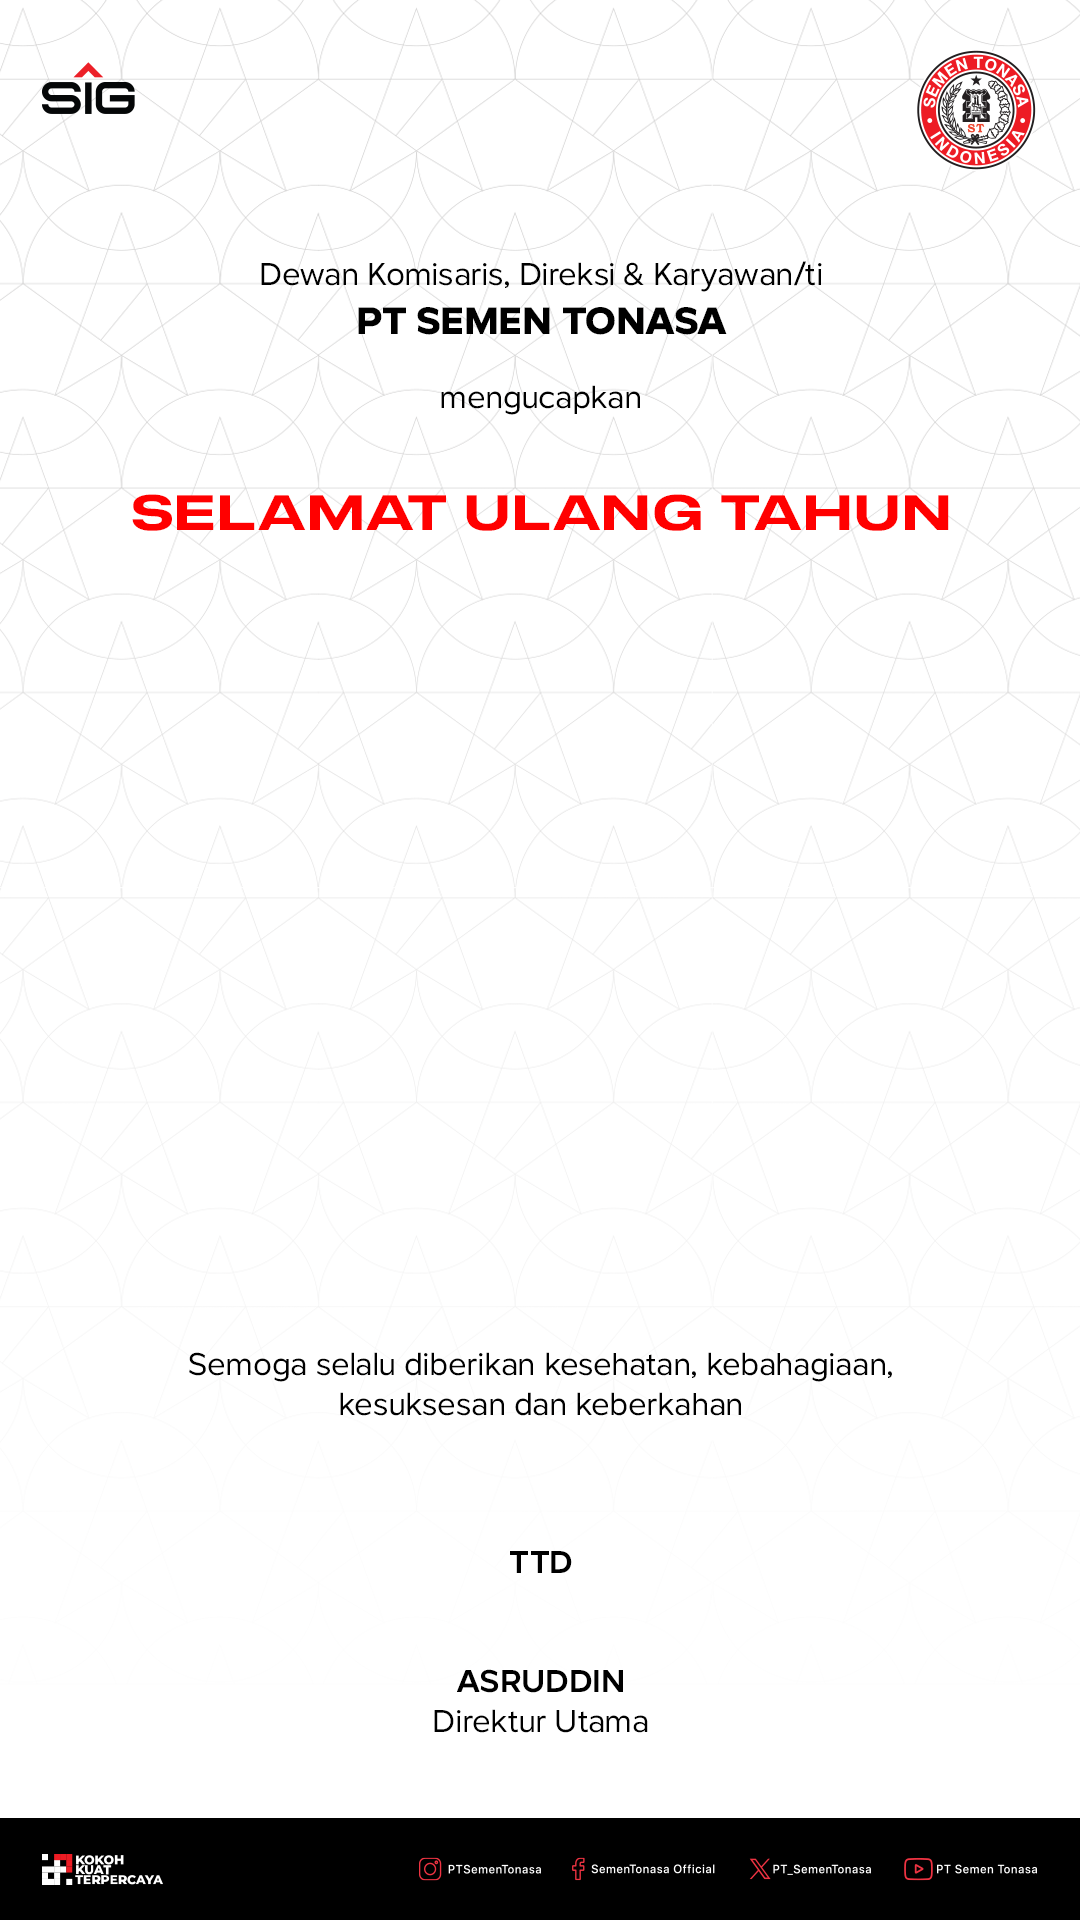 SIG
SEMEN TONASA
ST
INDONESIA
Dewan Komisaris, Direksi & Karyawan/ti
PT SEMEN TONASA
mengucapkan
SELAMAT ULANG TAHUN
Semoga selalu diberikan kesehatan, kebahagiaan,
kesuksesan dan keberkahan
TTD
ASRUDDIN
Direktur Utama
KOKOH
KUAT
TERPERCAYA
PTSemenTonasa
SemenTonasa Official
PT_SemenTonasa
PT Semen Tonasa